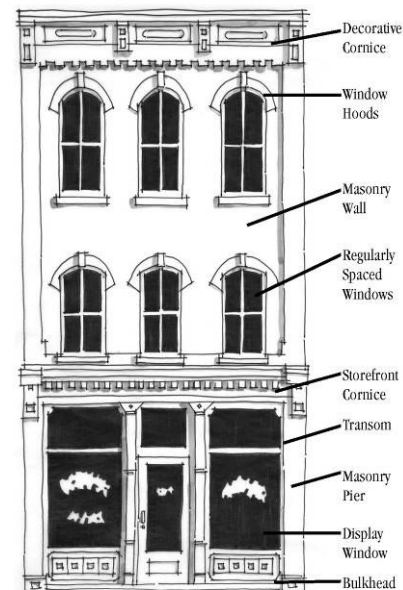 Decorative
Cornice
Window
Hoods
Masonry
Wall
Regularly
Spaced
Windows
Storefront
Cornice
Transom
Masonry
Pier
Display
Window
Bulkhead